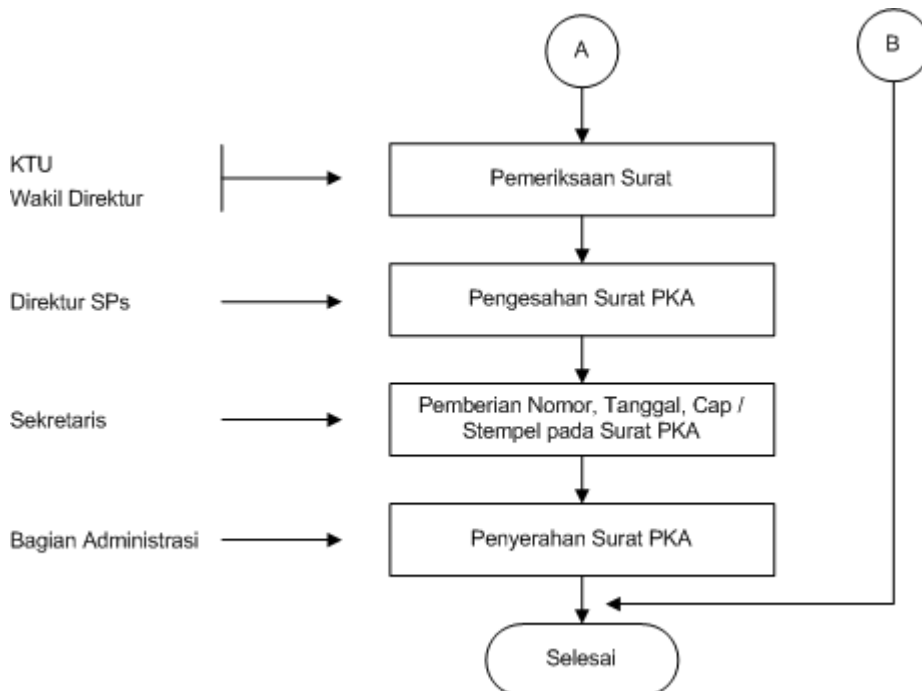 A
B
KTU
Wakil Direktur
Pemeriksaan Surat
Direktur SPs
Pengesahan Surat PKA
Sekretaris
Pemberian Nomor, Tanggal, Cap /
Stempel pada Surat PKA
Bagian Administrasi
Penyerahan Surat PKA
Selesai